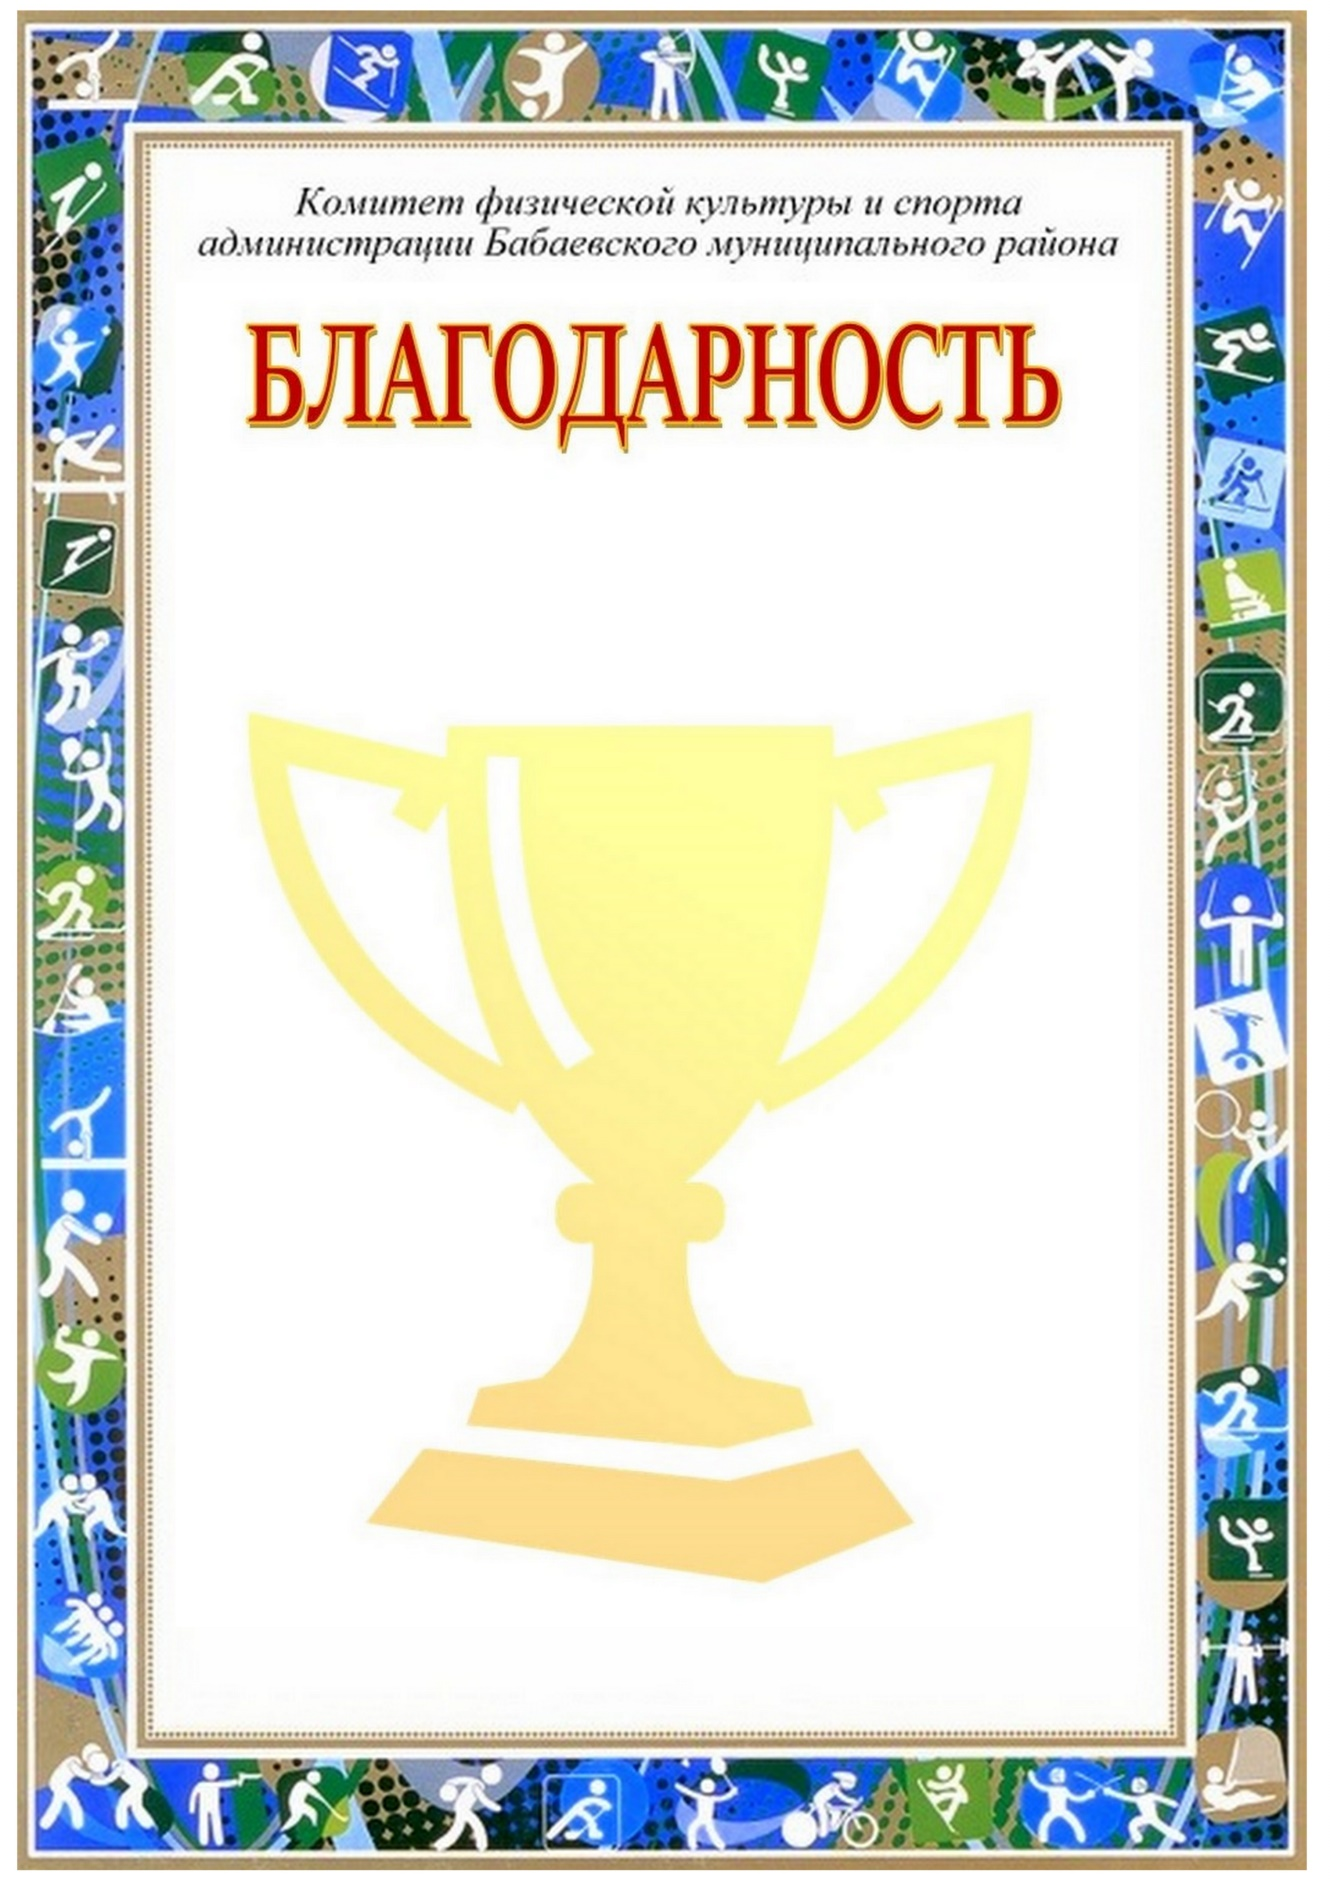 Комитет физической культуры и спорта
администрации Бабаевского муниципального района
БЛАГОДАРНОСТЬ